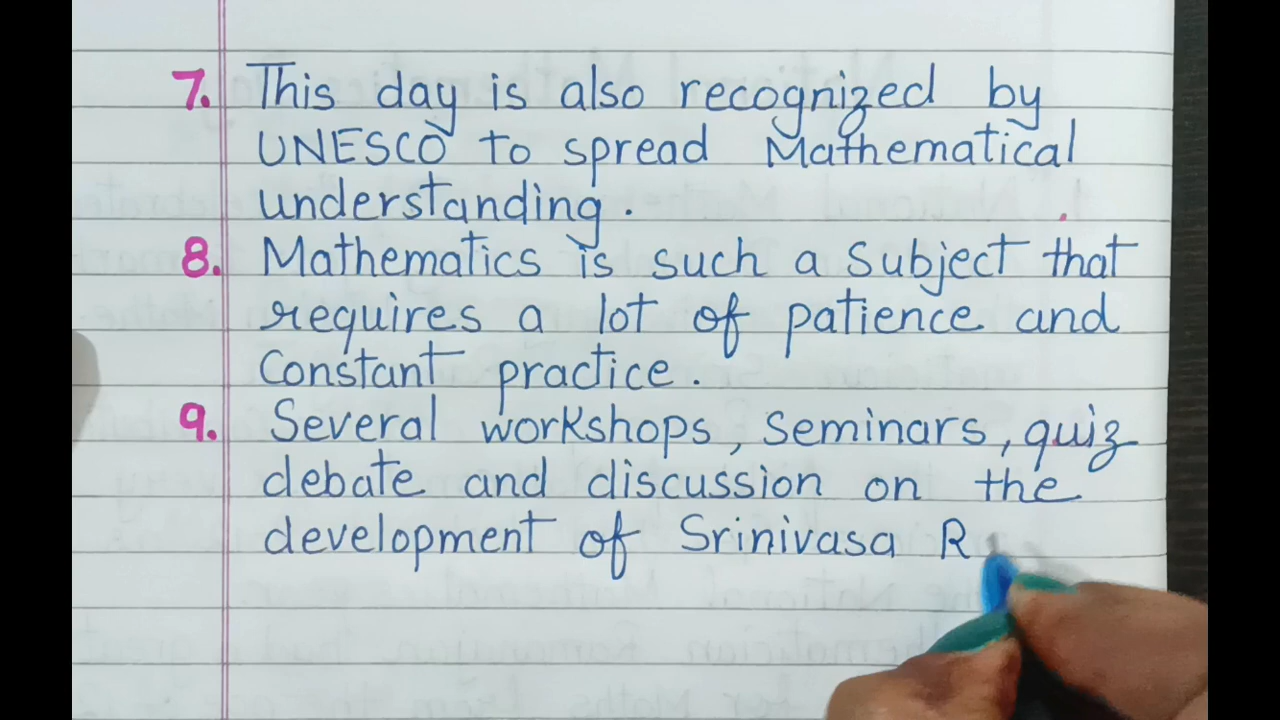 7. This day is also recognized by
UNESCO to spread Mathematical
understanding.
8. Mathematics is such a Subject that
requires a lot of patience and
Constant practice.
9. Several workshops, Seminars, quiz
debate and discussion on the
development of Srinivasa R